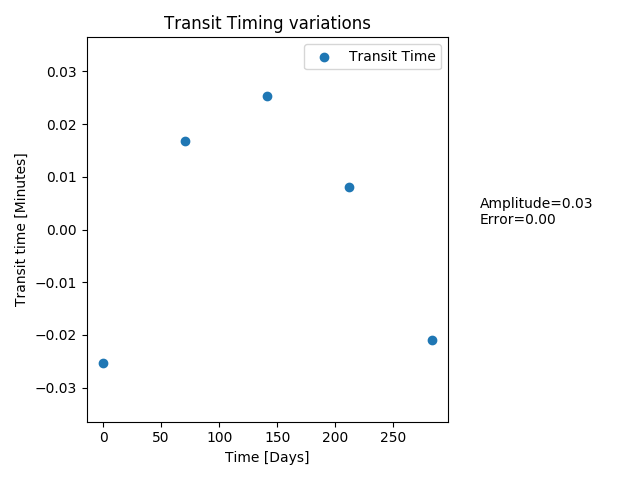 Transit Timing variations
Transit Time
Transit time [Minutes]
0.03
0.02
0.01
0.00
−0.01
−0.02
−0.03
0 50 100 150 200 250
Time [Days]
Amplitude=0.03
Error=0.00